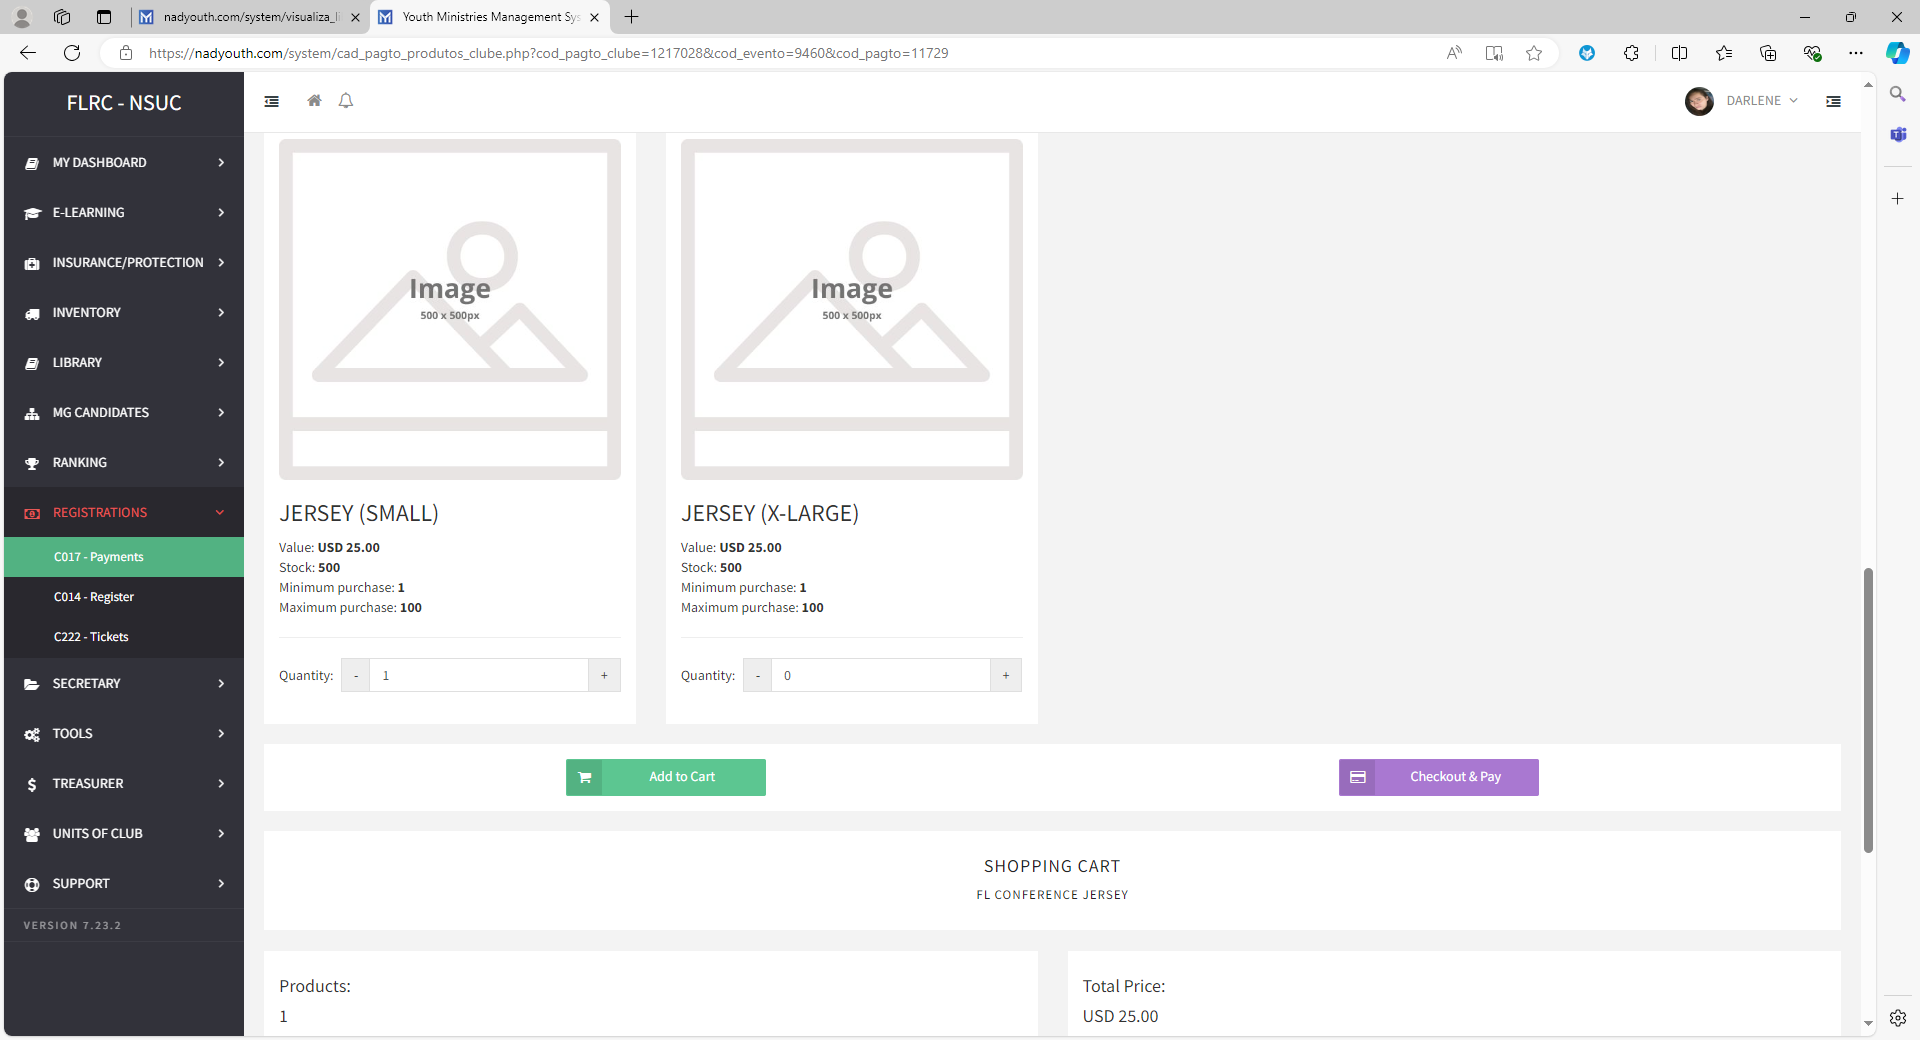 nadyouth.com/system/visualiza_li
Youth Ministries Management Sys
https://nadyouth.com/system/cad_pagto_produtos_clube.php?cod_pagto_clube=1217028&cod_evento=9460&cod_pagto=11729
FLRC - NSUC
DARLENE
MY DASHBOARD
E-LEARNING
INSURANCE/PROTECTION
INVENTORY
LIBRARY
MG CANDIDATES
RANKING
REGISTRATIONS
C017 - Payments
C014 - Register
C222 - Tickets
SECRETARY
TOOLS
TREASURER
UNITS OF CLUB
SUPPORT
VERSION 7.23.2
Image
500 x 500px
JERSEY (SMALL)
Value: USD 25.00
Stock: 500
Minimum purchase: 1
Maximum purchase: 100
Quantity: - 1 +
Image
500 x 500px
JERSEY (X-LARGE)
Value: USD 25.00
Stock: 500
Minimum purchase: 1
Maximum purchase: 100
Quantity: - 0 +
Add to Cart
Checkout & Pay
SHOPPING CART
FL CONFERENCE JERSEY
Products:
1
Total Price:
USD 25.00